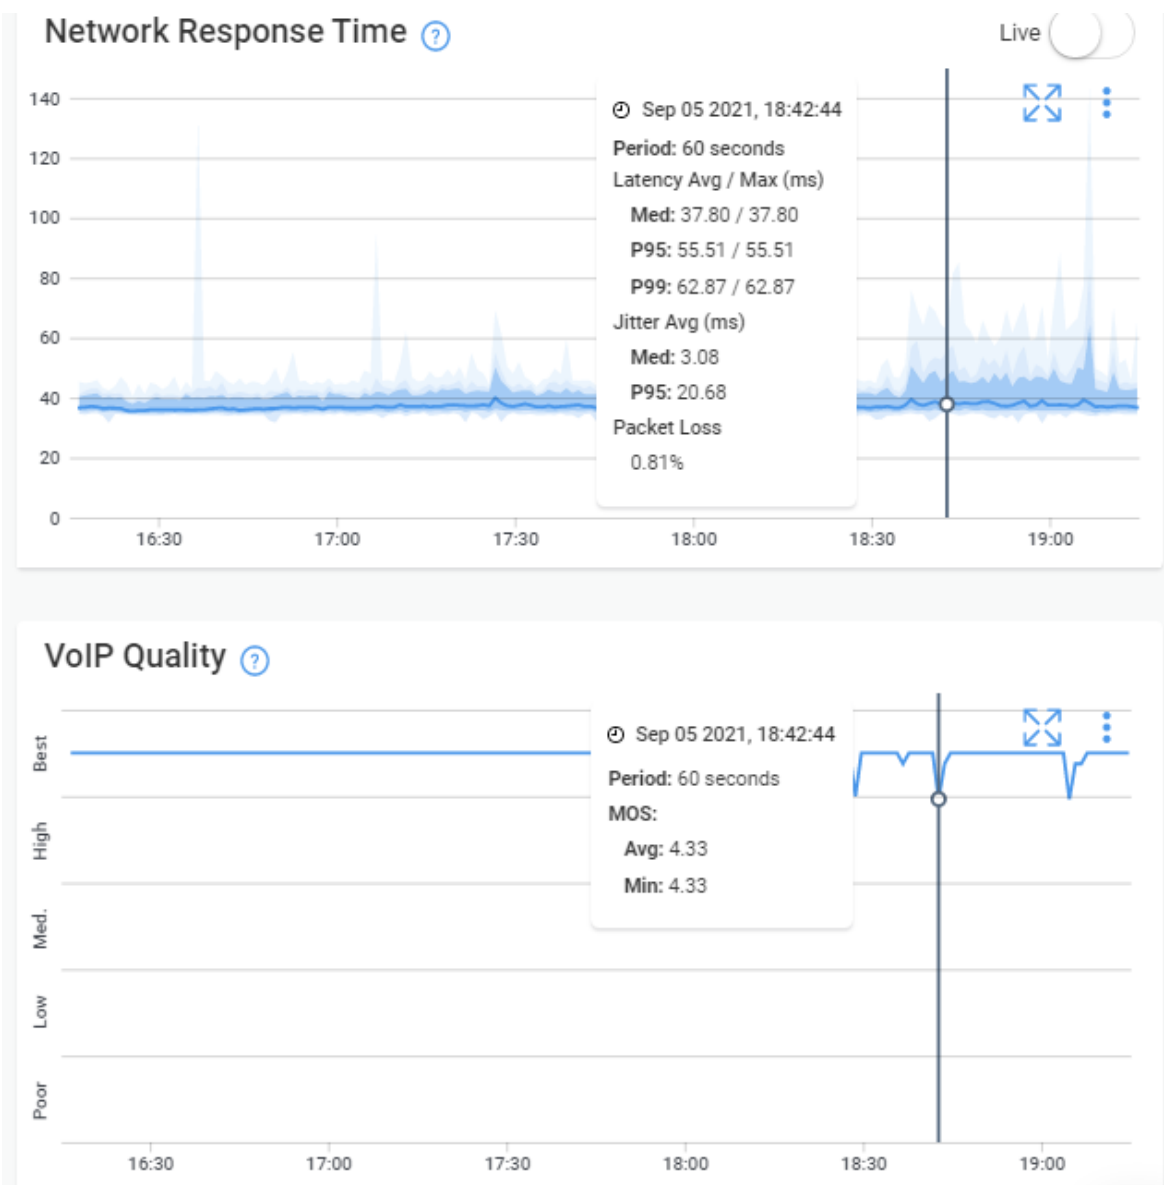 Network Response Time ?
Live
140
120
100
80
60
40
20
0
Sep 05 2021, 18:42:44
Period: 60 seconds
Latency Avg / Max (ms)
Med: 37.80 / 37.80
P95: 55.51 / 55.51
P99: 62.87 / 62.87
Jitter Avg (ms)
Med: 3.08
P95: 20.68
Packet Loss
0.81%
16:30 17:00 17:30 18:00 18:30 19:00
VoIP Quality ?
Best
High
Med.
Low
Poor
Sep 05 2021, 18:42:44
Period: 60 seconds
MOS:
Avg: 4.33
Min: 4.33
16:30 17:00 17:30 18:00 18:30 19:00